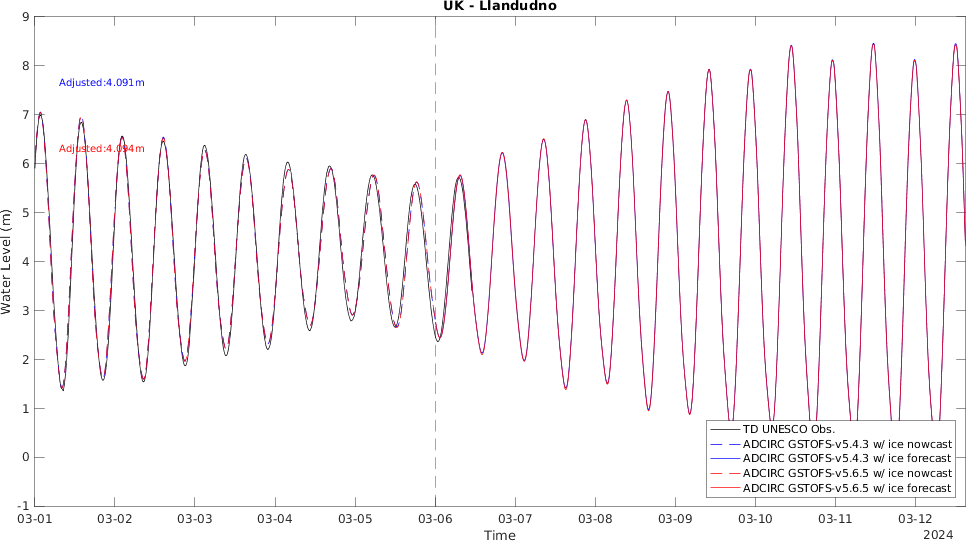 UK - Llandudno
9
8
7
6
5
4
3
2
1
0
-1
Water Level (m)
Adjusted:4.091m
Adjusted:4.094m
TD UNESCO Obs.
ADCIRC GSTOFS-v5.4.3 w/ ice nowcast
ADCIRC GSTOFS-v5.4.3 w/ ice forecast
ADCIRC GSTOFS-v5.6.5 w/ ice nowcast
ADCIRC GSTOFS-v5.6.5 w/ ice forecast
03-01 03-02 03-03 03-04 03-05 03-06 03-07 03-08 03-09 03-10 03-11 03-12
Time
2024